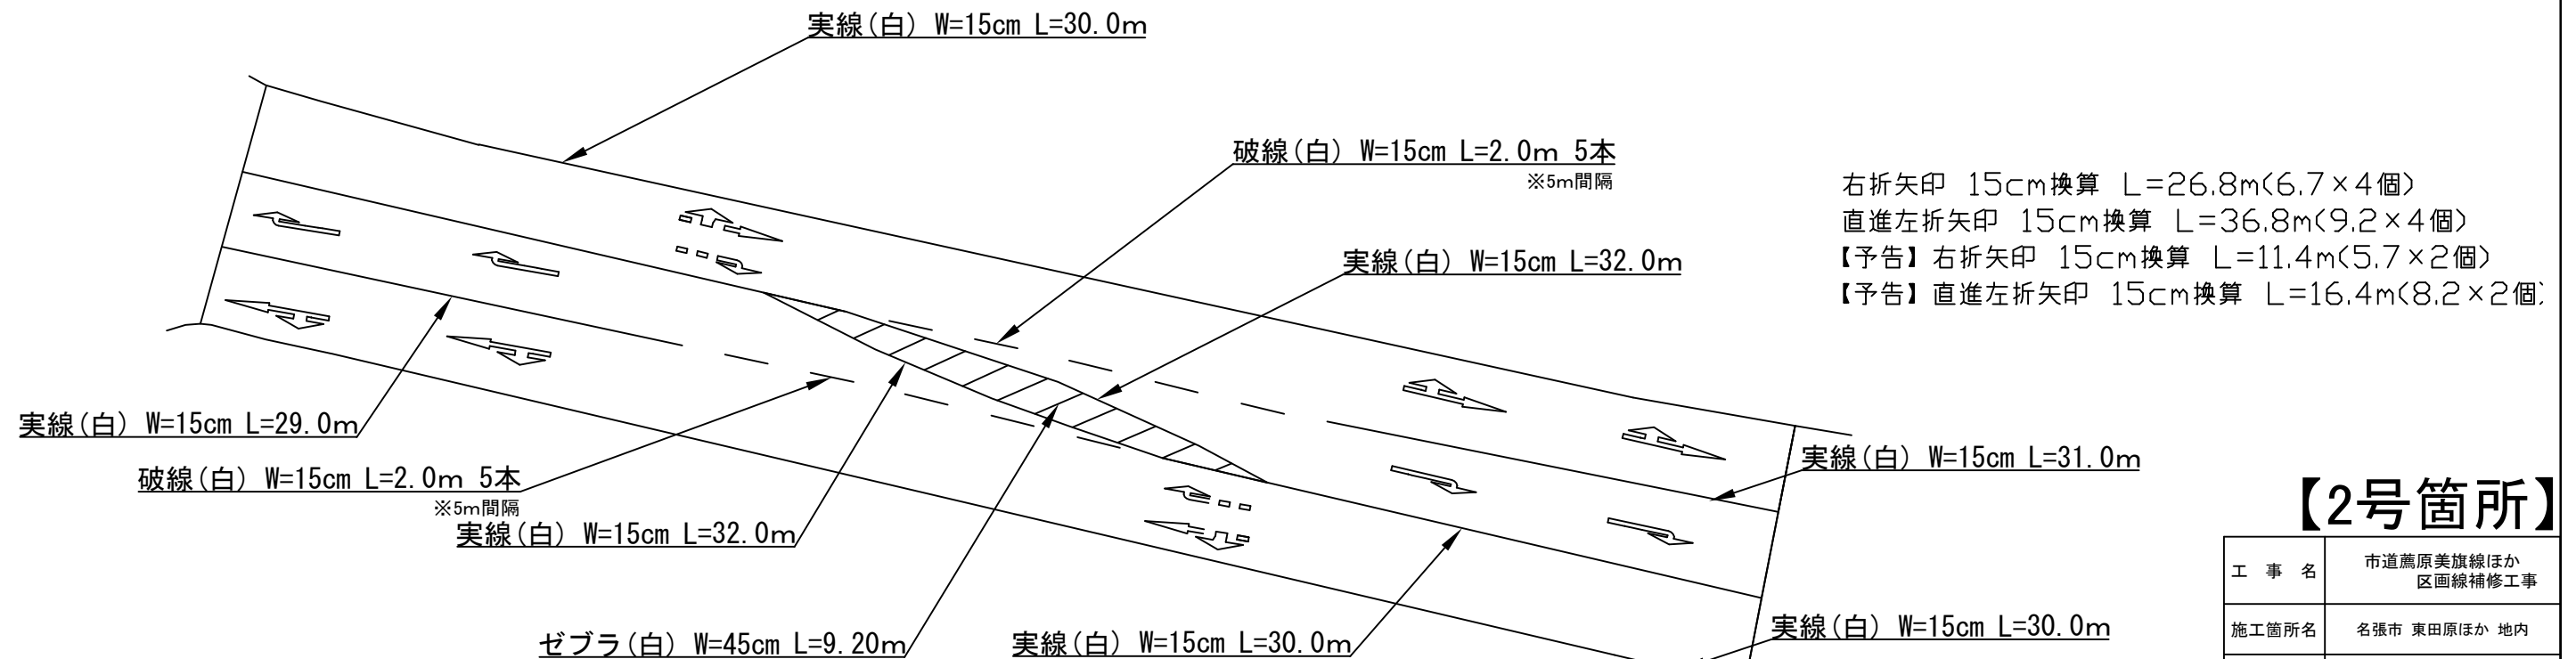 実線(白) W=15cm L=30.0m
破線(白) W=15cm L=2.0m 5本
※5m間隔
実線(白) W=15cm L=32.0m
右折矢印 15cm換算 L=26.8m(6.7×4個)
直進左折矢印 15cm換算 L=36.8m(9.2×4個)
【予告】右折矢印 15cm換算 L=11.4m(5.7×2個)
【予告】直進左折矢印 15cm換算 L=16.4m(8.2×2個)
実線(白) W=15cm L=29.0m
破線(白) W=15cm L=2.0m 5本
※5m間隔
実線(白) W=15cm L=32.0m
ゼブラ(白) W=45cm L=9.20m
実線(白) W=15cm L=30.0m
実線(白) W=15cm L=31.0m
実線(白) W=15cm L=30.0m
【2号箇所】
工 事 名 市道薦原美旗線ほか
区画線補修工事
施工箇所名 名張市 東田原ほか 地内